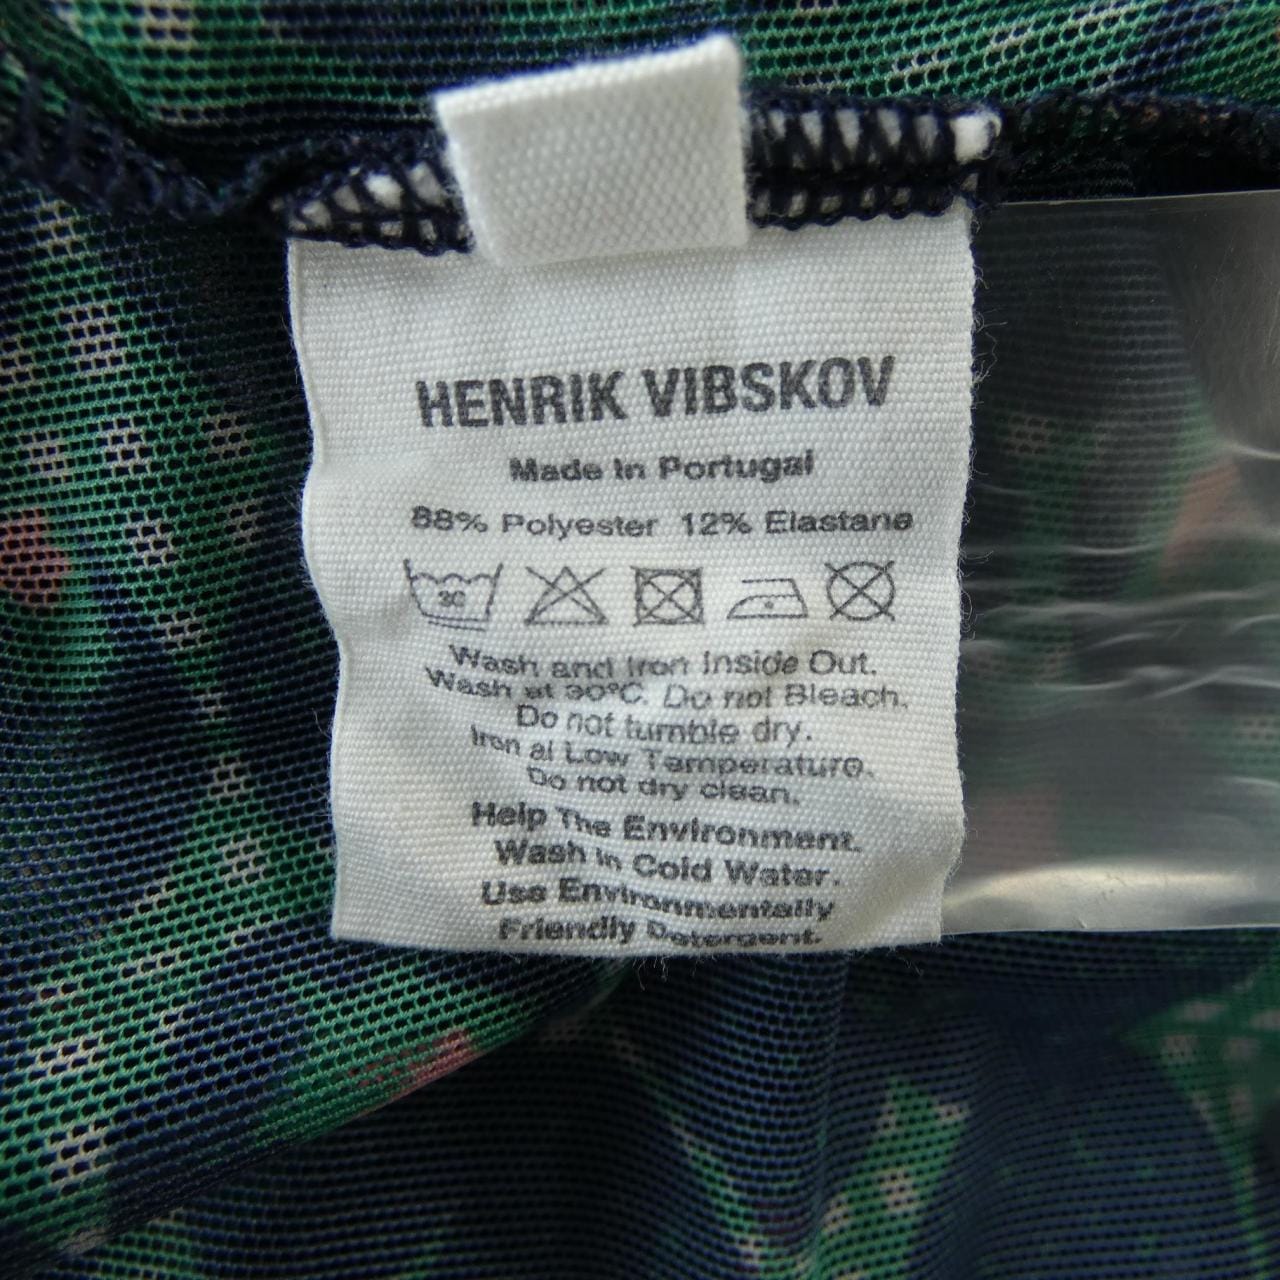 HENRIK VIBSKOV
Made In Portugal
88% Polyester 12% Elastane
30
Wash and Iron Inside Out.
Wash at 30°C. Do not Bleach.
Do not tumble dry.
Iron at Low Temperature.
Do not dry clean.
Help The Environment.
Wash in Cold Water.
Use Environmentally
Friendly Detergent.